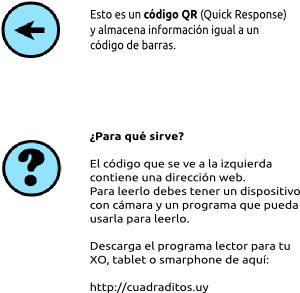 Esto es un código QR (Quick Response)
y almacena información igual a un
código de barras.
¿Para qué sirve?
El código que se ve a la izquierda
contiene una dirección web.
Para leerlo debes tener un dispositivo
con cámara y un programa que pueda
usarla para leerlo.
Descarga el programa lector para tu
XO, tablet o smarphone de aquí:
http://cuadraditos.uy